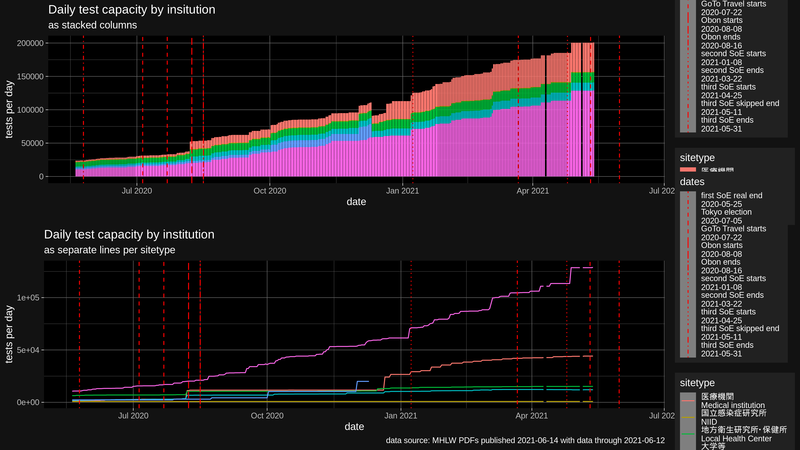 Daily test capacity by insitution
as stacked columns
200000
150000
100000
50000
0
tests per day
Jul 2020
Oct 2020
Jan 2021
Apr 2021
Jul 202
date
GoTo Travel starts
2020-07-22
Obon starts
2020-08-08
Obon ends
2020-08-16
second SoE starts
2021-01-08
second SoE ends
2021-03-22
third SoE starts
2021-04-25
third SoE skipped end
2021-05-11
third SoE ends
2021-05-31
sitetype
医療機関
dates
first SoE real end
2020-05-25
Tokyo election
2020-07-05
GoTo Travel starts
2020-07-22
Obon starts
2020-08-08
Obon ends
2020-08-16
second SoE starts
2021-01-08
second SoE ends
2021-03-22
third SoE starts
2021-04-25
third SoE skipped end
2021-05-11
third SoE ends
2021-05-31
Daily test capacity by institution
as separate lines per sitetype
1e+05
5e+04
0e+00
tests per day
Jul 2020
Oct 2020
Jan 2021
Apr 2021
Jul 202
date
sitetype
医療機関
Medical institution
国立感染症研究所
NIID
地方衛生研究所・保健所
Local Health Center
大学等
data source: MHLW PDFs published 2021-06-14 with data through 2021-06-12